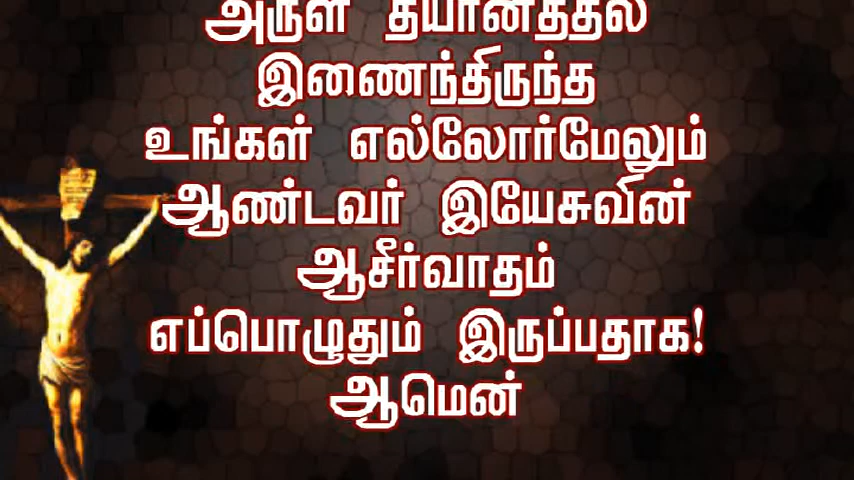 அருள் தியானத்தில்
இணைந்திருந்த
உங்கள் எல்லோர்மேலும்
ஆண்டவர் இயேசுவின்
ஆசீர்வாதம்
எப்பொழுதும் இருப்பதாக!
ஆமென்